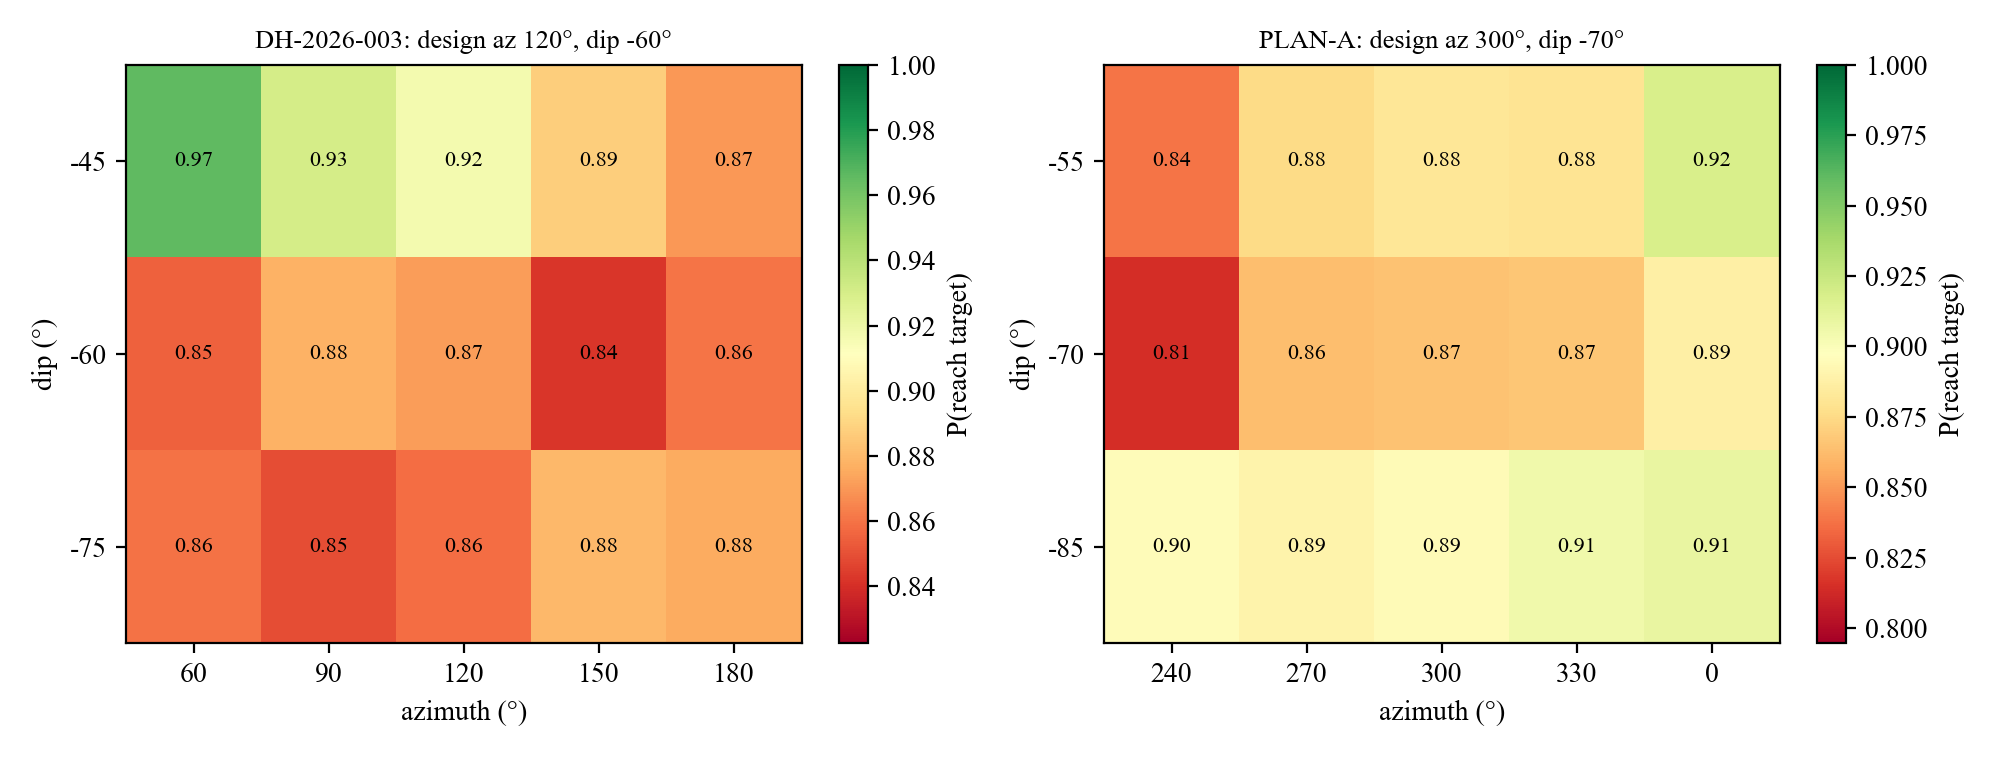 DH-2026-003: design az 120°, dip -60°
-45
-60
-75
dip (°)
0.97 0.93 0.92 0.89 0.87
0.85 0.88 0.87 0.84 0.86
0.86 0.85 0.86 0.88 0.88
60 90 120 150 180
azimuth (°)
1.00
0.98
0.96
0.94
0.92
0.90
0.88
0.86
0.84
P(reach target)
PLAN-A: design az 300°, dip -70°
-55
-70
-85
dip (°)
0.84 0.88 0.88 0.88 0.92
0.81 0.86 0.87 0.87 0.89
0.90 0.89 0.89 0.91 0.91
240 270 300 330 0
azimuth (°)
1.000
0.975
0.950
0.925
0.900
0.875
0.850
0.825
0.800
P(reach target)